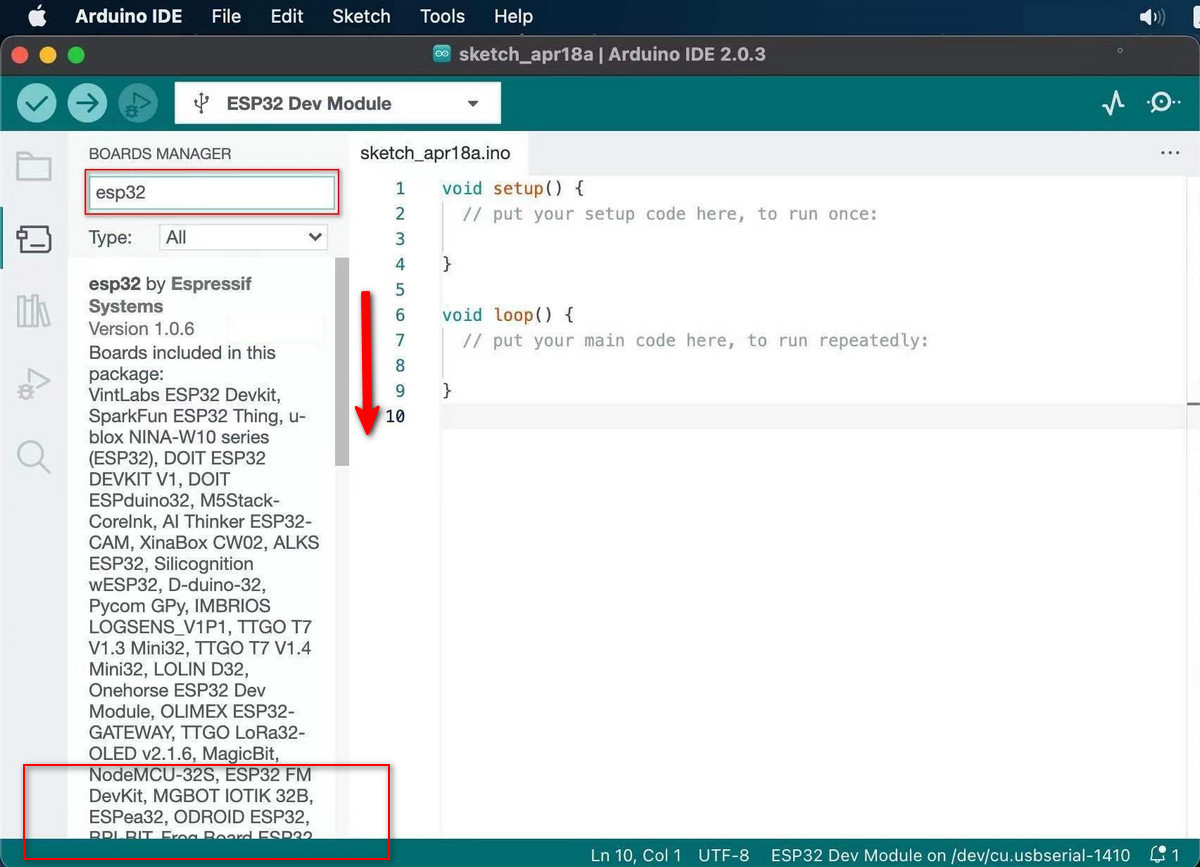 Arduino IDE File Edit Sketch Tools Help
sketch_apr18a | Arduino IDE 2.0.3
ESP32 Dev Module
BOARDS MANAGER
esp32
Type: All
esp32 by Espressif
Systems
Version 1.0.6
Boards included in this
package:
VintLabs ESP32 Devkit,
SparkFun ESP32 Thing, u-
blox NINA-W10 series
(ESP32), DOIT ESP32
DEVKIT V1, DOIT
ESPduino32, M5Stack-
CoreInk, AI Thinker ESP32-
CAM, XinaBox CW02, ALKS
ESP32, Silicognition
wESP32, D-duino-32,
Pycom GPy, IMBRIOS
LOGSENS_V1P1, TTGO T7
V1.3 Mini32, TTGO T7 V1.4
Mini32, LOLIN D32,
Onehorse ESP32 Dev
Module, OLIMEX ESP32-
GATEWAY, TTGO LoRa32-
OLED v2.1.6, MagicBit,
NodeMCU-32S, ESP32 FM
DevKit, MGBOT IOTIK 32B,
ESPea32, ODROID ESP32,
BPI-BIT, Frog Board ESP32
sketch_apr18a.ino
1 void setup() {
2 // put your setup code here, to run once:
3
4 }
5
6 void loop() {
7 // put your main code here, to run repeatedly:
8
9 }
10
Ln 10, Col 1 UTF-8 ESP32 Dev Module on /dev/cu.usbserial-1410 1